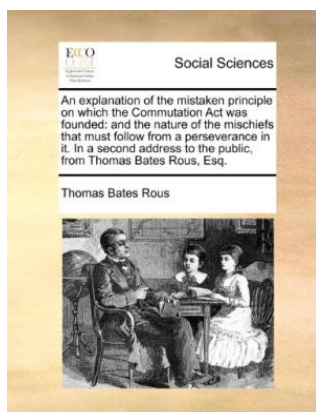 ECCO
Social Sciences
An explanation of the mistaken principle
on which the Commutation Act was
founded: and the nature of the mischiefs
that must follow from a perseverance in
it. In a second address to the public,
from Thomas Bates Rous, Esq.
Thomas Bates Rous